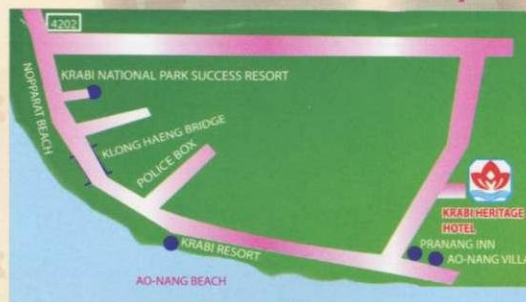 4202
KRABI NATIONAL PARK SUCCESS RESORT
NOPPARAT BEACH
KLONG HAENG BRIDGE
POLICE BOX
KRABI HERITAGE
HOTEL
PRANANG INN
AO-NANG VILLA
KRABI RESORT
AO-NANG BEACH